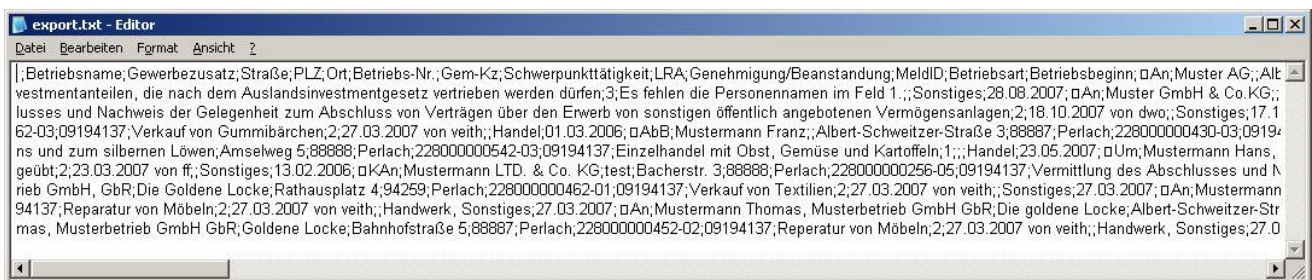 export.txt - Editor
Datei Bearbeiten Format Ansicht ?
;Betriebsname;Gewerbezusatz;Straße;PLZ;Ort;Betriebs-Nr.;Gem-Kz;Schwerpunkttätigkeit;LRA;Genehmigung/Beanstandung;MeldID;Betriebsart;Betriebsbeginn;□An;Muster AG;;Alt
vestmentanteilen, die nach dem Auslandsinvestmentgesetz vertrieben werden dürfen;3;Es fehlen die Personennamen im Feld 1.;;Sonstiges;28.08.2007;□An;Muster GmbH & Co.KG;;
lusses und Nachweis der Gelegenheit zum Abschluss von Verträgen über den Erwerb von sonstigen öffentlich angebotenen Vermögensanlagen;2;18.10.2007 von dwo;;Sonstiges;17.1
62-03;09194137;Verkauf von Gummibärchen;2;27.03.2007 von veith;;Handel;01.03.2006;□AbB;Mustermann Franz;;Albert-Schweitzer-Straße 3;88887;Perlach;228000000430-03;09194
ns und zum silbernen Löwen;Amselweg 5;88888;Perlach;228000000542-03;09194137;Einzelhandel mit Obst, Gemüse und Kartoffeln;1;;;Handel;23.05.2007;□Um;Mustermann Hans,
geübt;2;23.03.2007 von ff;;Sonstiges;13.02.2006;□KAn;Mustermann LTD. & Co. KG;test;Bacherstr. 3;88888;Perlach;228000000256-05;09194137;Vermittlung des Abschlusses und N
rieb GmbH, GbR;Die Goldene Locke;Rathausplatz 4;94259;Perlach;228000000462-01;09194137;Verkauf von Textilien;2;27.03.2007 von veith;;Sonstiges;27.03.2007;□An;Mustermann
94137;Reparatur von Möbeln;2;27.03.2007 von veith;;Handwerk, Sonstiges;27.03.2007;□An;Mustermann Thomas, Musterbetrieb GmbH GbR;Die goldene Locke;Albert-Schweitzer-Str
mas, Musterbetrieb GmbH GbR;Goldene Locke;Bahnhofstraße 5;88887;Perlach;228000000452-02;09194137;Reperatur von Möbeln;2;27.03.2007 von veith;;Handwerk, Sonstiges;27.0